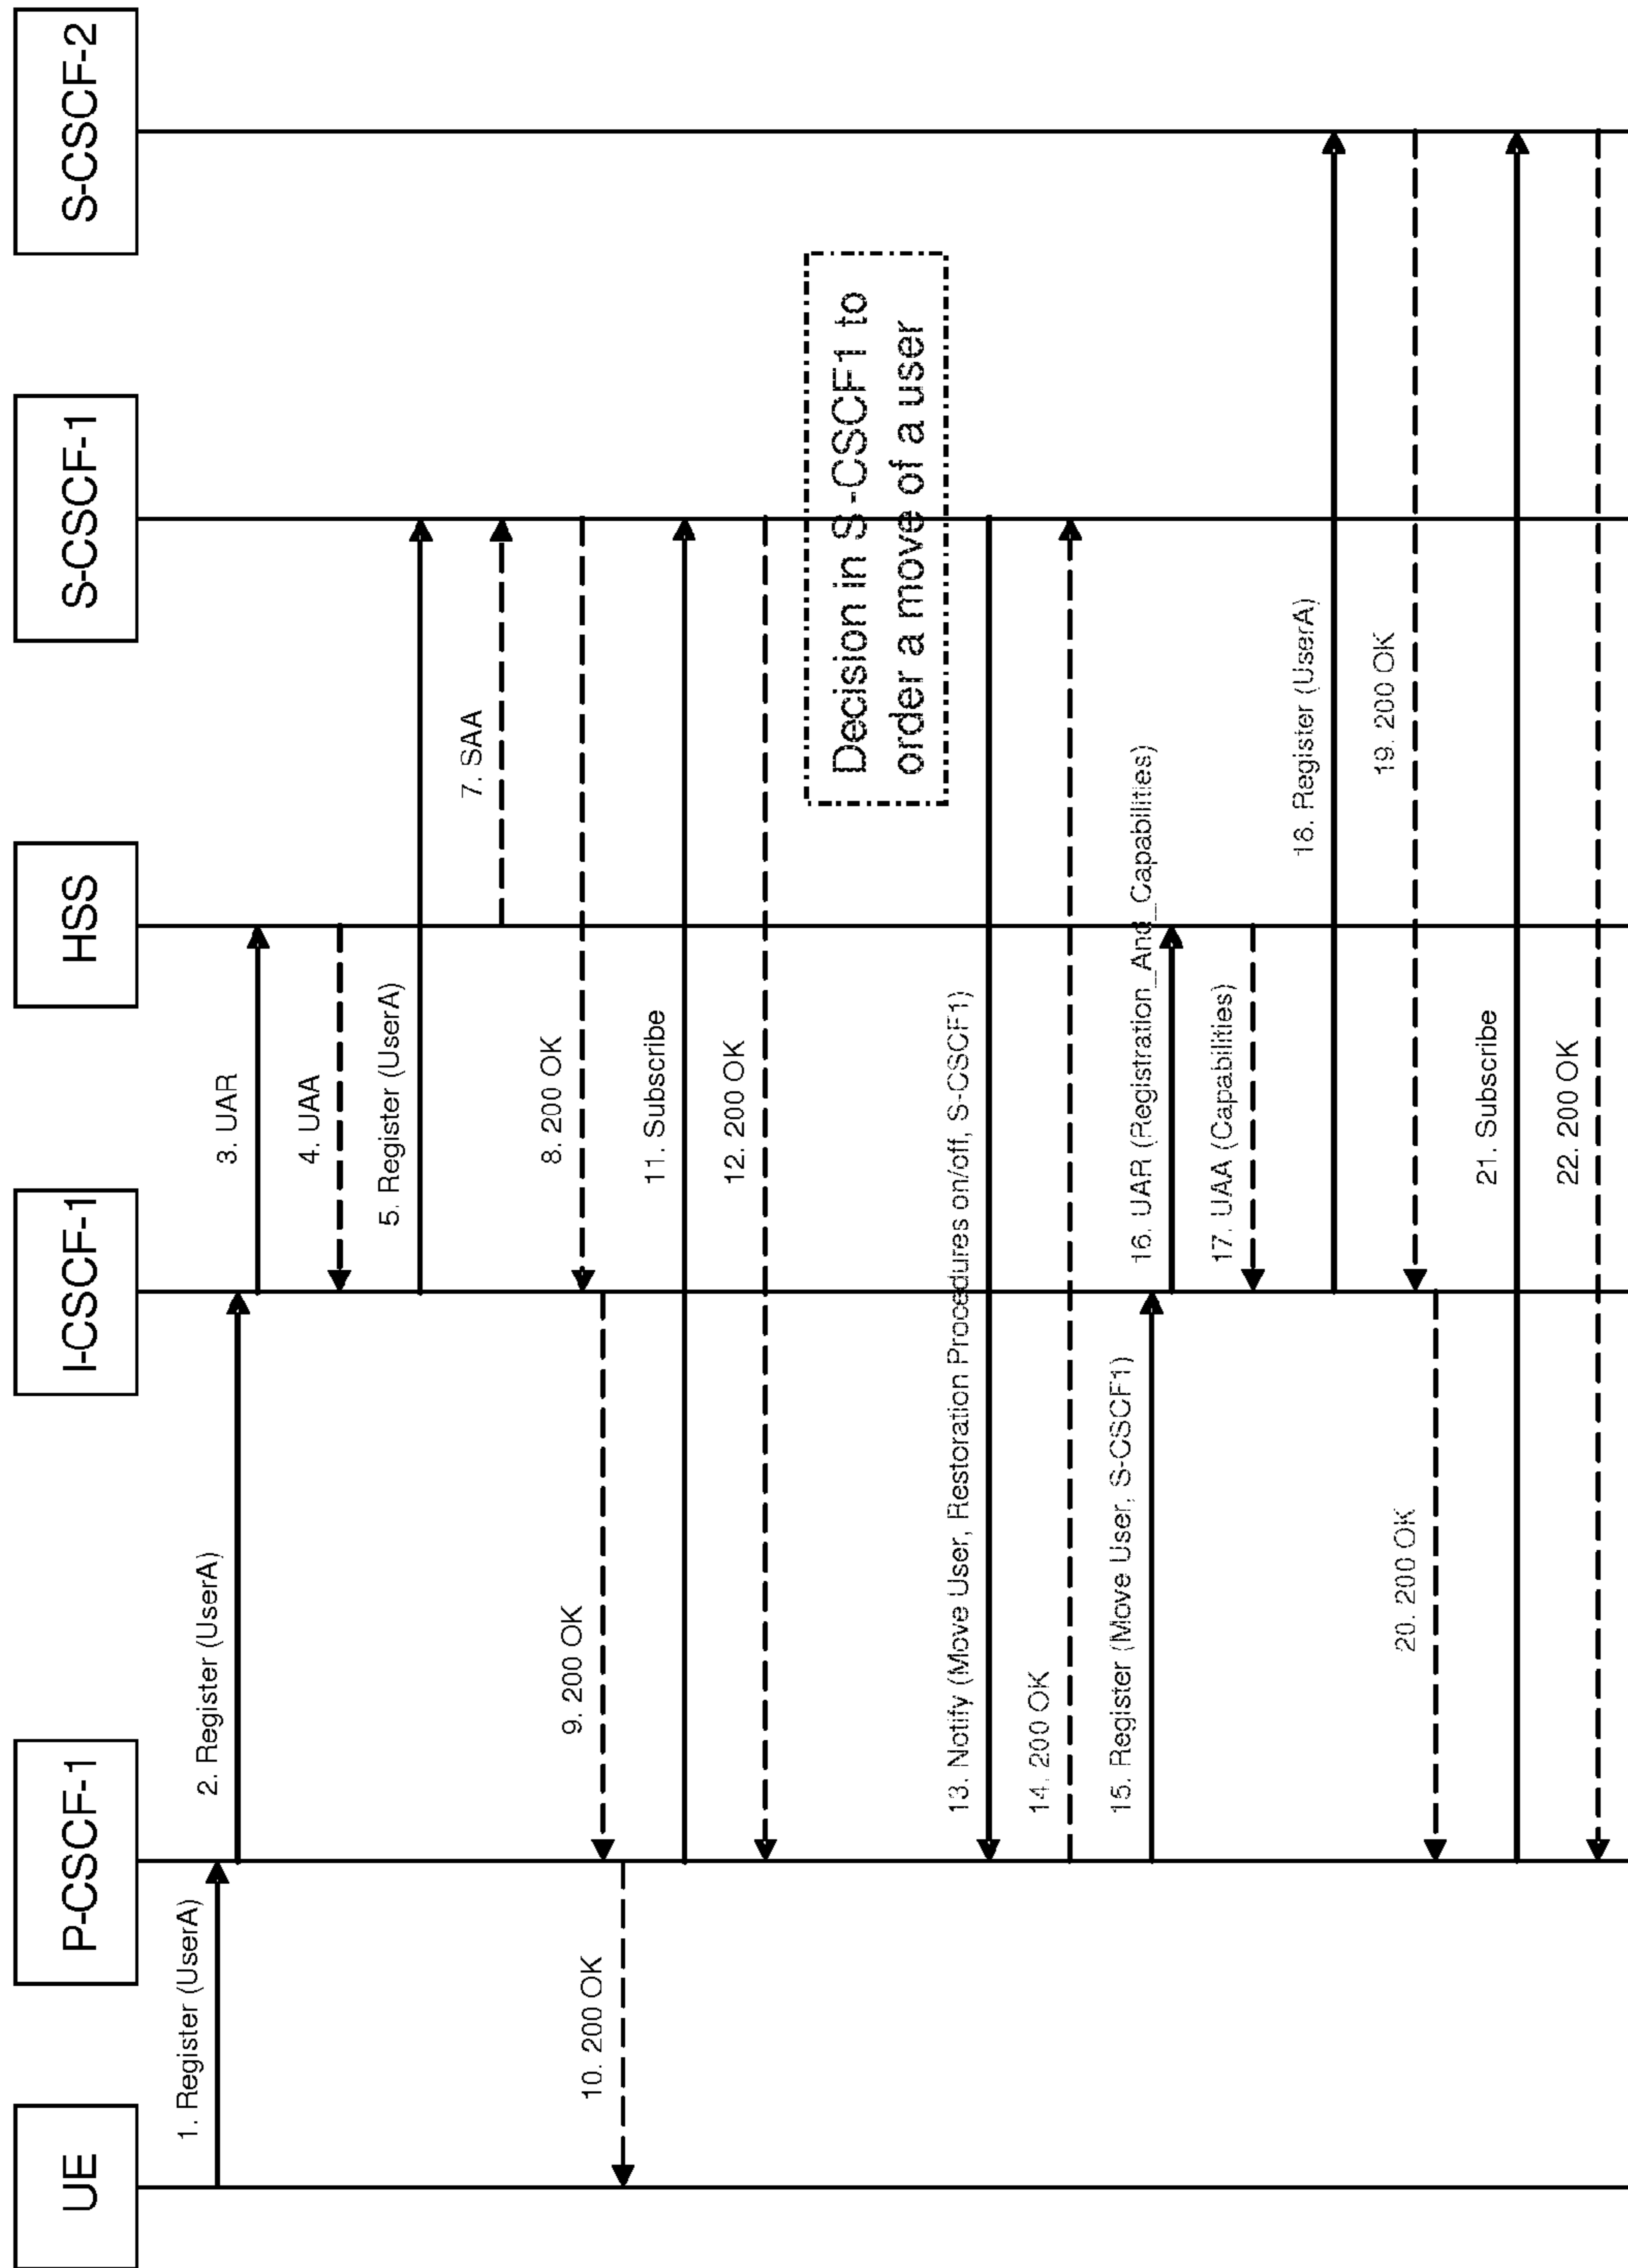 UE
P-CSCF-1
I-CSCF-1
HSS
S-CSCF-1
S-CSCF-2
1. Register (UserA)
2. Register (UserA)
3. UAR
4. UAA
5. Register (UserA)
7. SAA
8. 200 OK
9. 200 OK
10. 200 OK
11. Subscribe
12. 200 OK
Decision in S-CSCF1 to
order a move of a user
13. Notify (Move User, Restoration Procedures on/off, S-CSCF1)
14. 200 OK
15. Register (Move User, S-CSCF1)
16. UAR (Registration_And_Capabilities)
17. UAA (Capabilities)
18. Register (UserA)
19. 200 OK
20. 200 OK
21. Subscribe
22. 200 OK